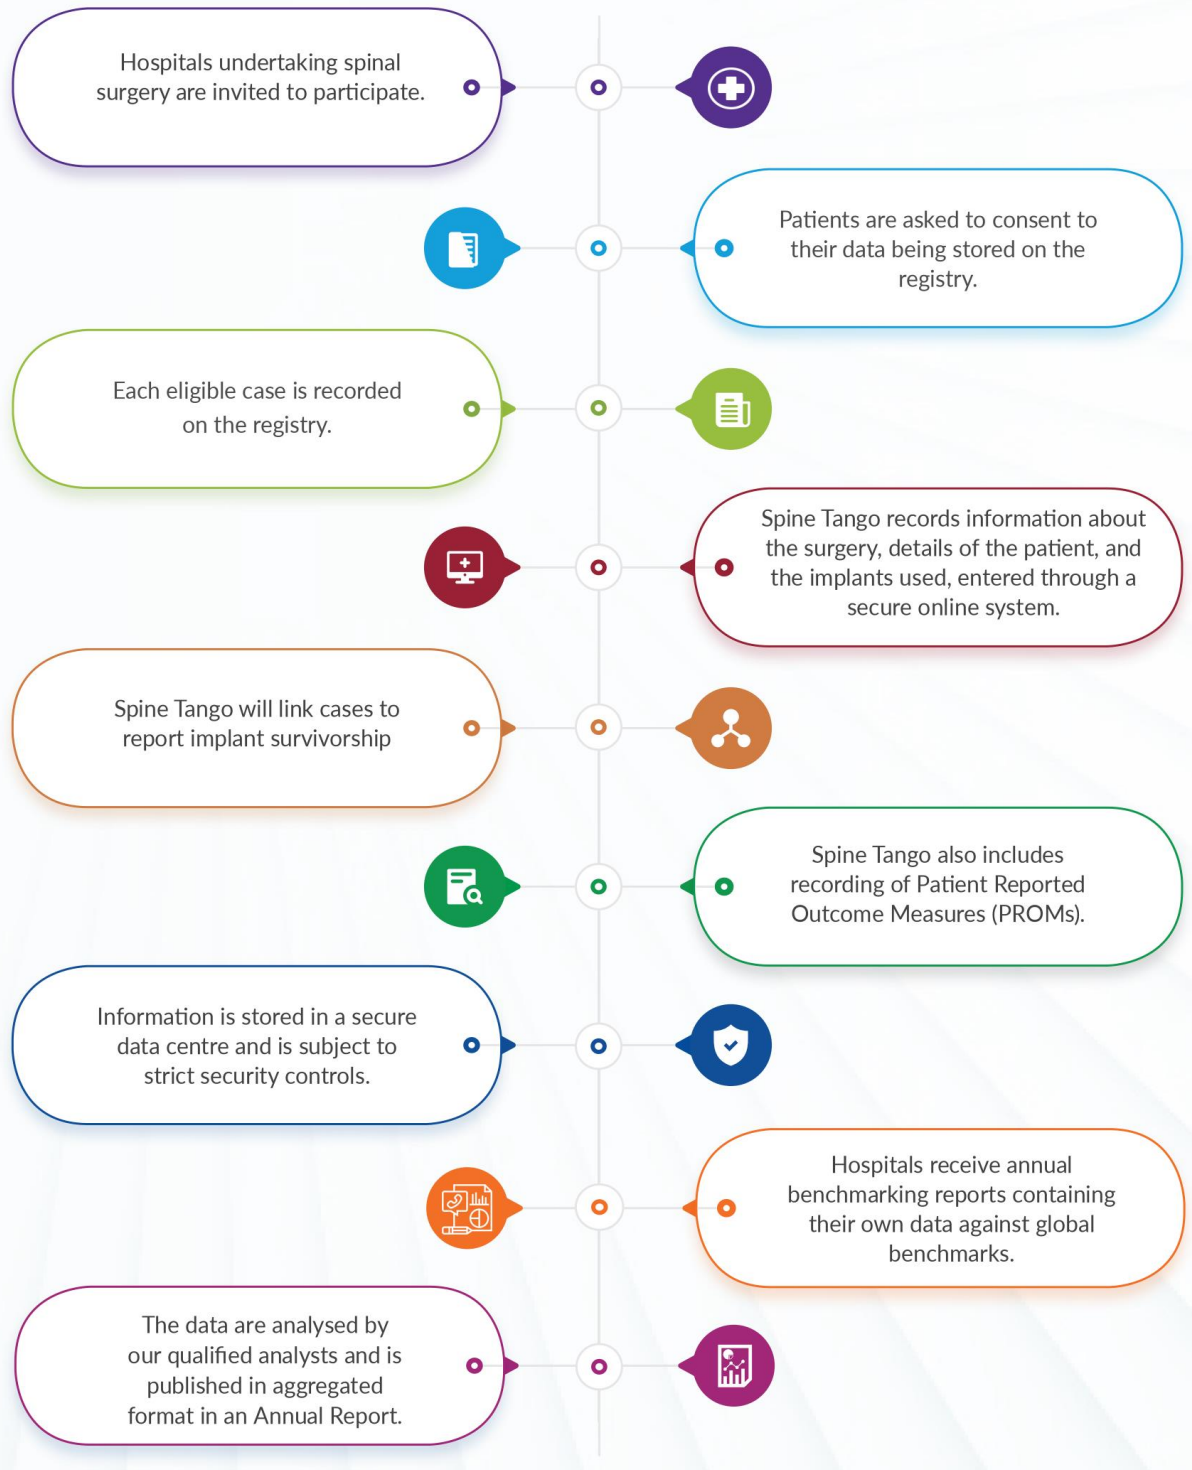 Hospitals undertaking spinal
surgery are invited to participate.
Patients are asked to consent to
their data being stored on the
registry.
Each eligible case is recorded
on the registry.
Spine Tango records information about
the surgery, details of the patient, and
the implants used, entered through a
secure online system.
Spine Tango will link cases to
report implant survivorship
Spine Tango also includes
recording of Patient Reported
Outcome Measures (PROMs).
Information is stored in a secure
data centre and is subject to
strict security controls.
Hospitals receive annual
benchmarking reports containing
their own data against global
benchmarks.
The data are analysed by
our qualified analysts and is
published in aggregated
format in an Annual Report.